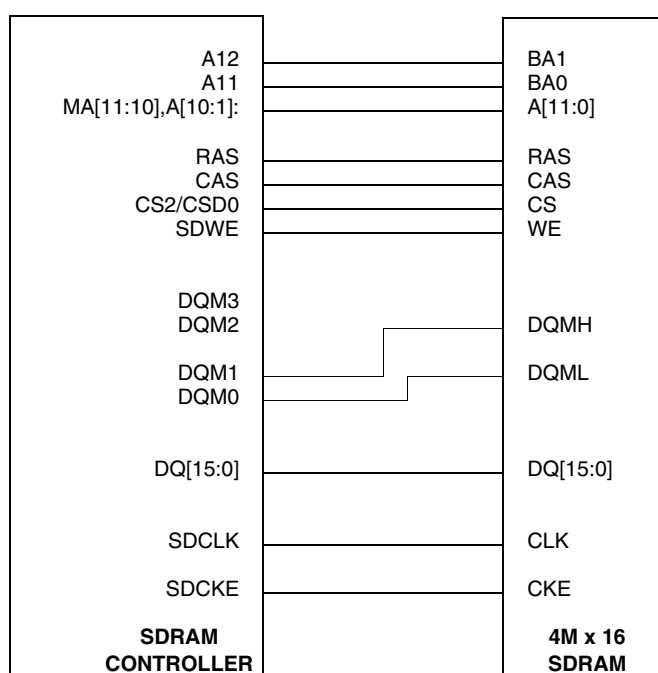 A12 BA1
A11 BA0
MA[11:10],A[10:1]: A[11:0]
RAS RAS
CAS CAS
CS2/CSD0 CS
SDWE WE
DQM3
DQM2 DQMH
DQM1 DQML
DQM0
DQ[15:0] DQ[15:0]
SDCLK CLK
SDCKE CKE
SDRAM 4M x 16
CONTROLLER SDRAM